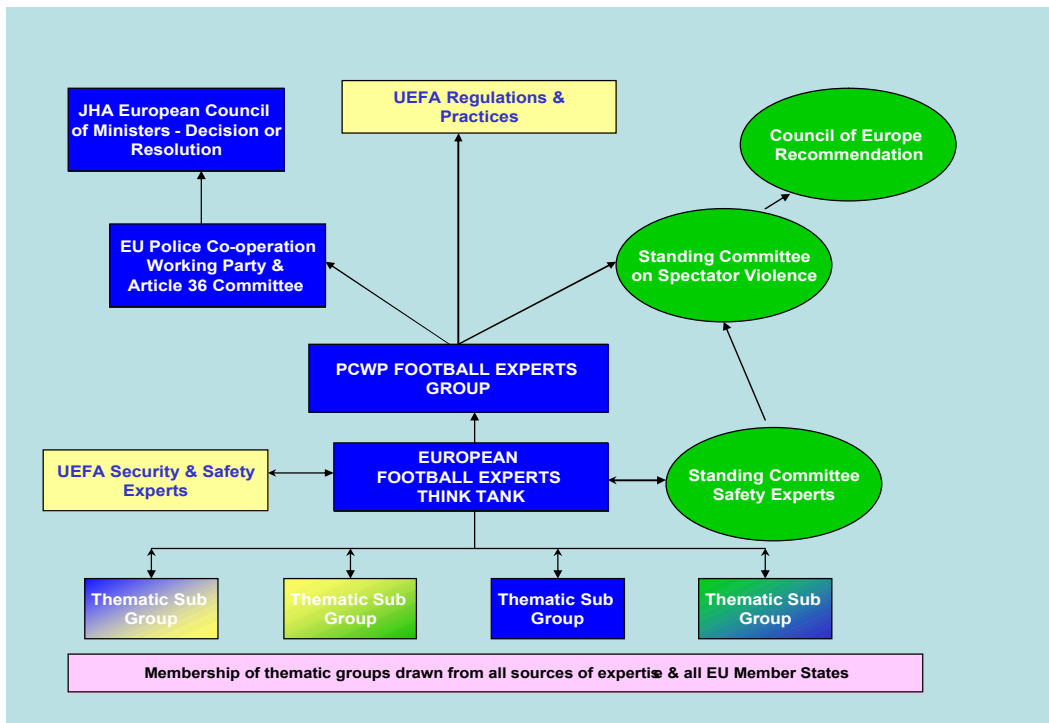 JHA European Council
of Ministers - Decision or
Resolution
UEFA Regulations &
Practices
Council of Europe
Recommendation
EU Police Co-operation
Working Party &
Article 36 Committee
Standing Committee
on Spectator Violence
PCWP FOOTBALL EXPERTS
GROUP
UEFA Security & Safety
Experts
EUROPEAN
FOOTBALL EXPERTS
THINK TANK
Standing Committee
Safety Experts
Thematic Sub
Group
Thematic Sub
Group
Thematic Sub
Group
Thematic Sub
Group
Membership of thematic groups drawn from all sources of expertise & all EU Member States